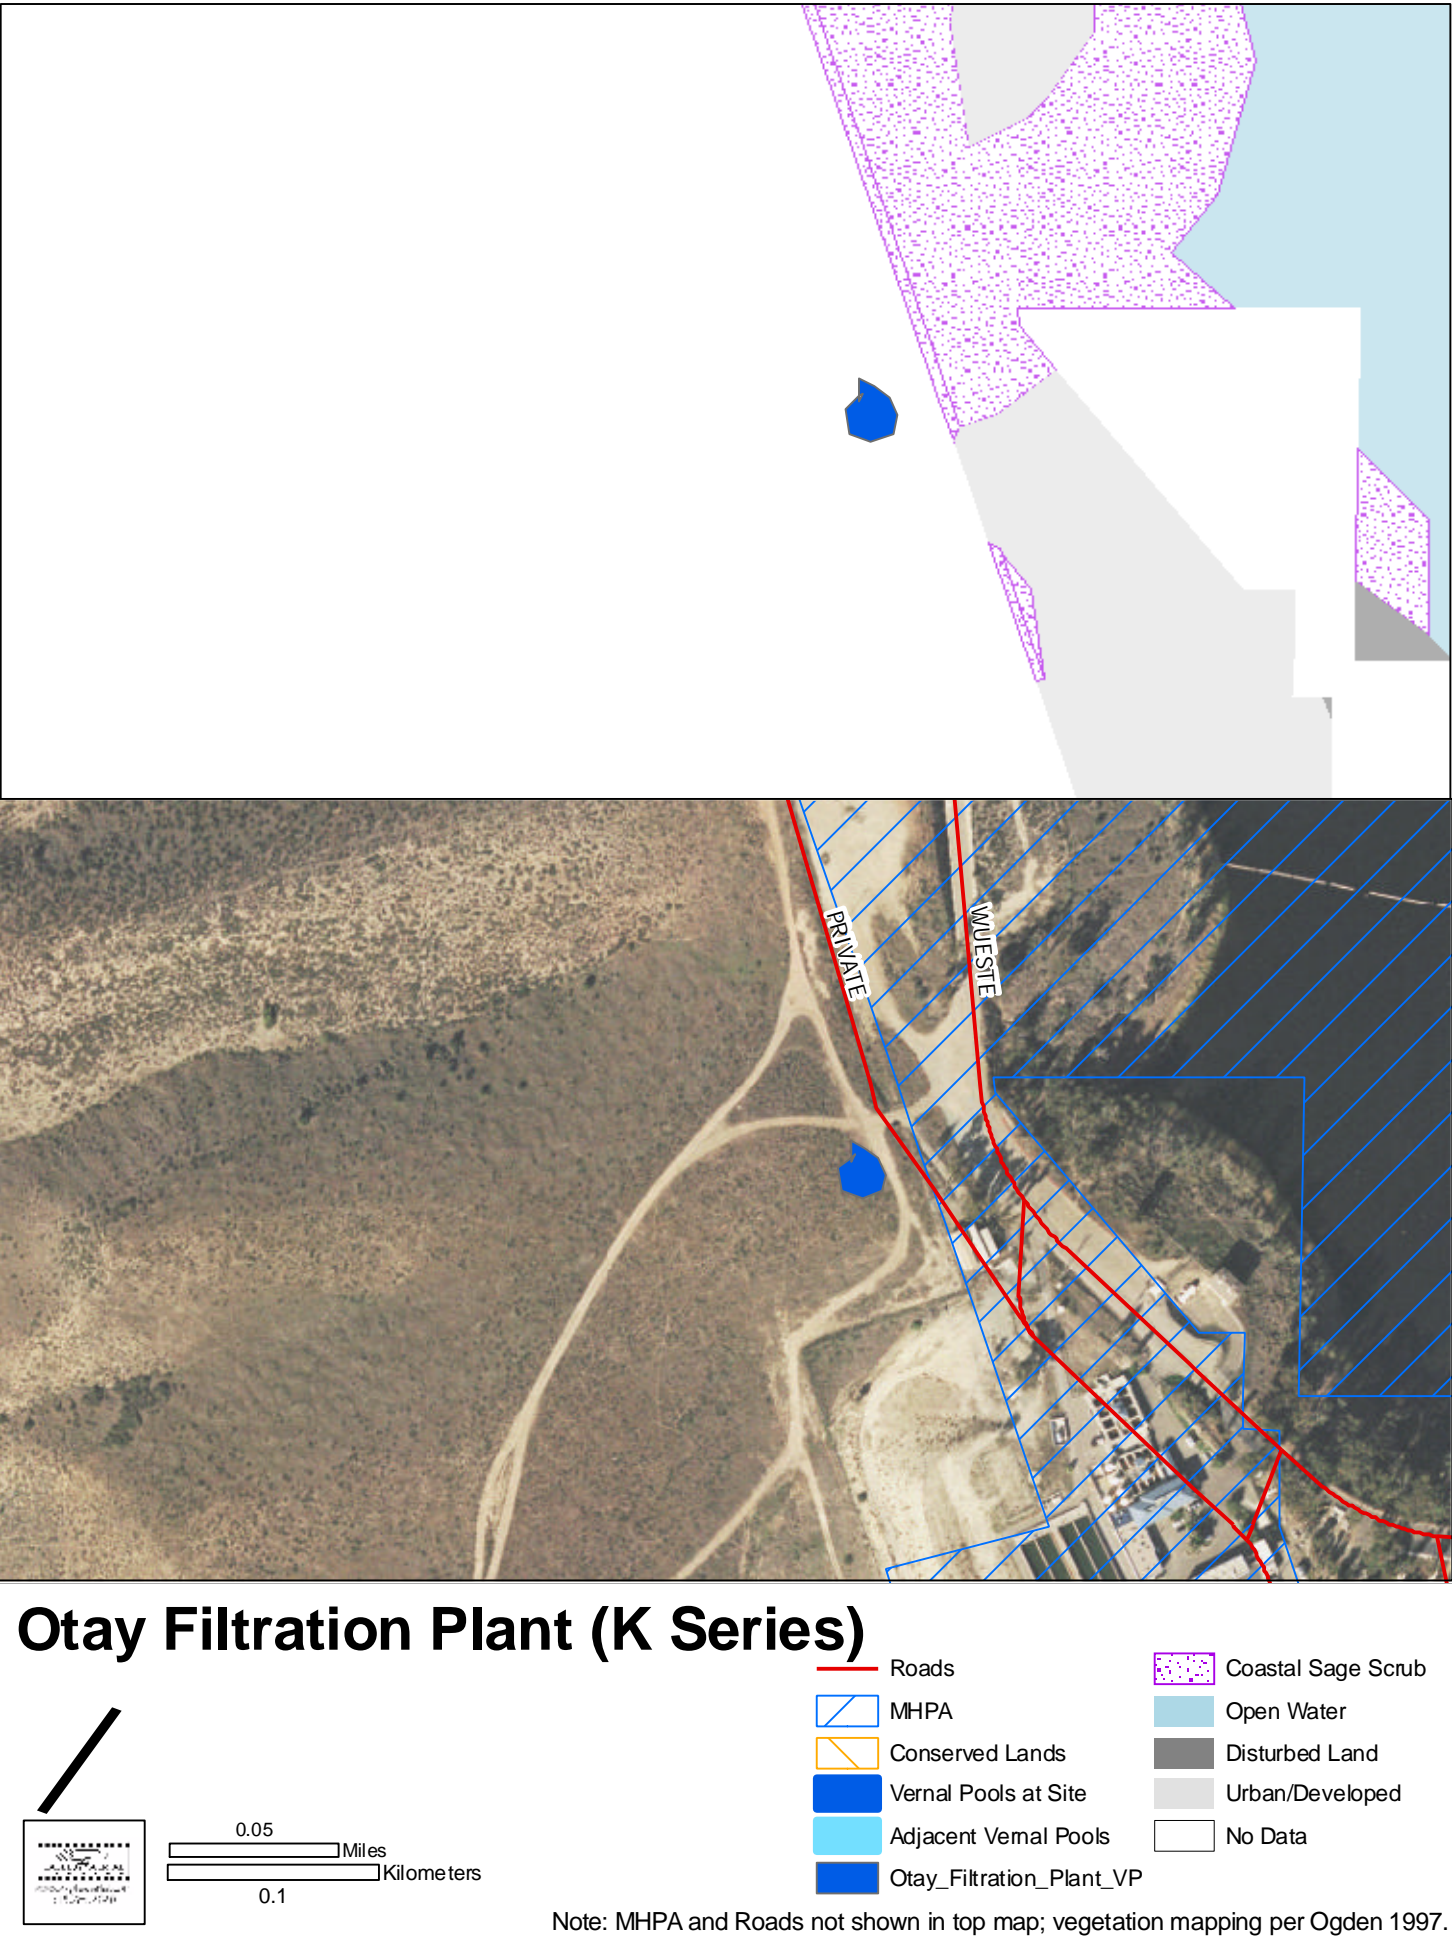 PRIVATE
WUESTE
Otay Filtration Plant (K Series)
Roads
MHPA
Conserved Lands
Vernal Pools at Site
Adjacent Vernal Pools
Otay_Filtration_Plant_VP
Coastal Sage Scrub
Open Water
Disturbed Land
Urban/Developed
No Data
0.05
Miles
Kilometers
0.1
Note: MHPA and Roads not shown in top map; vegetation mapping per Ogden 1997.